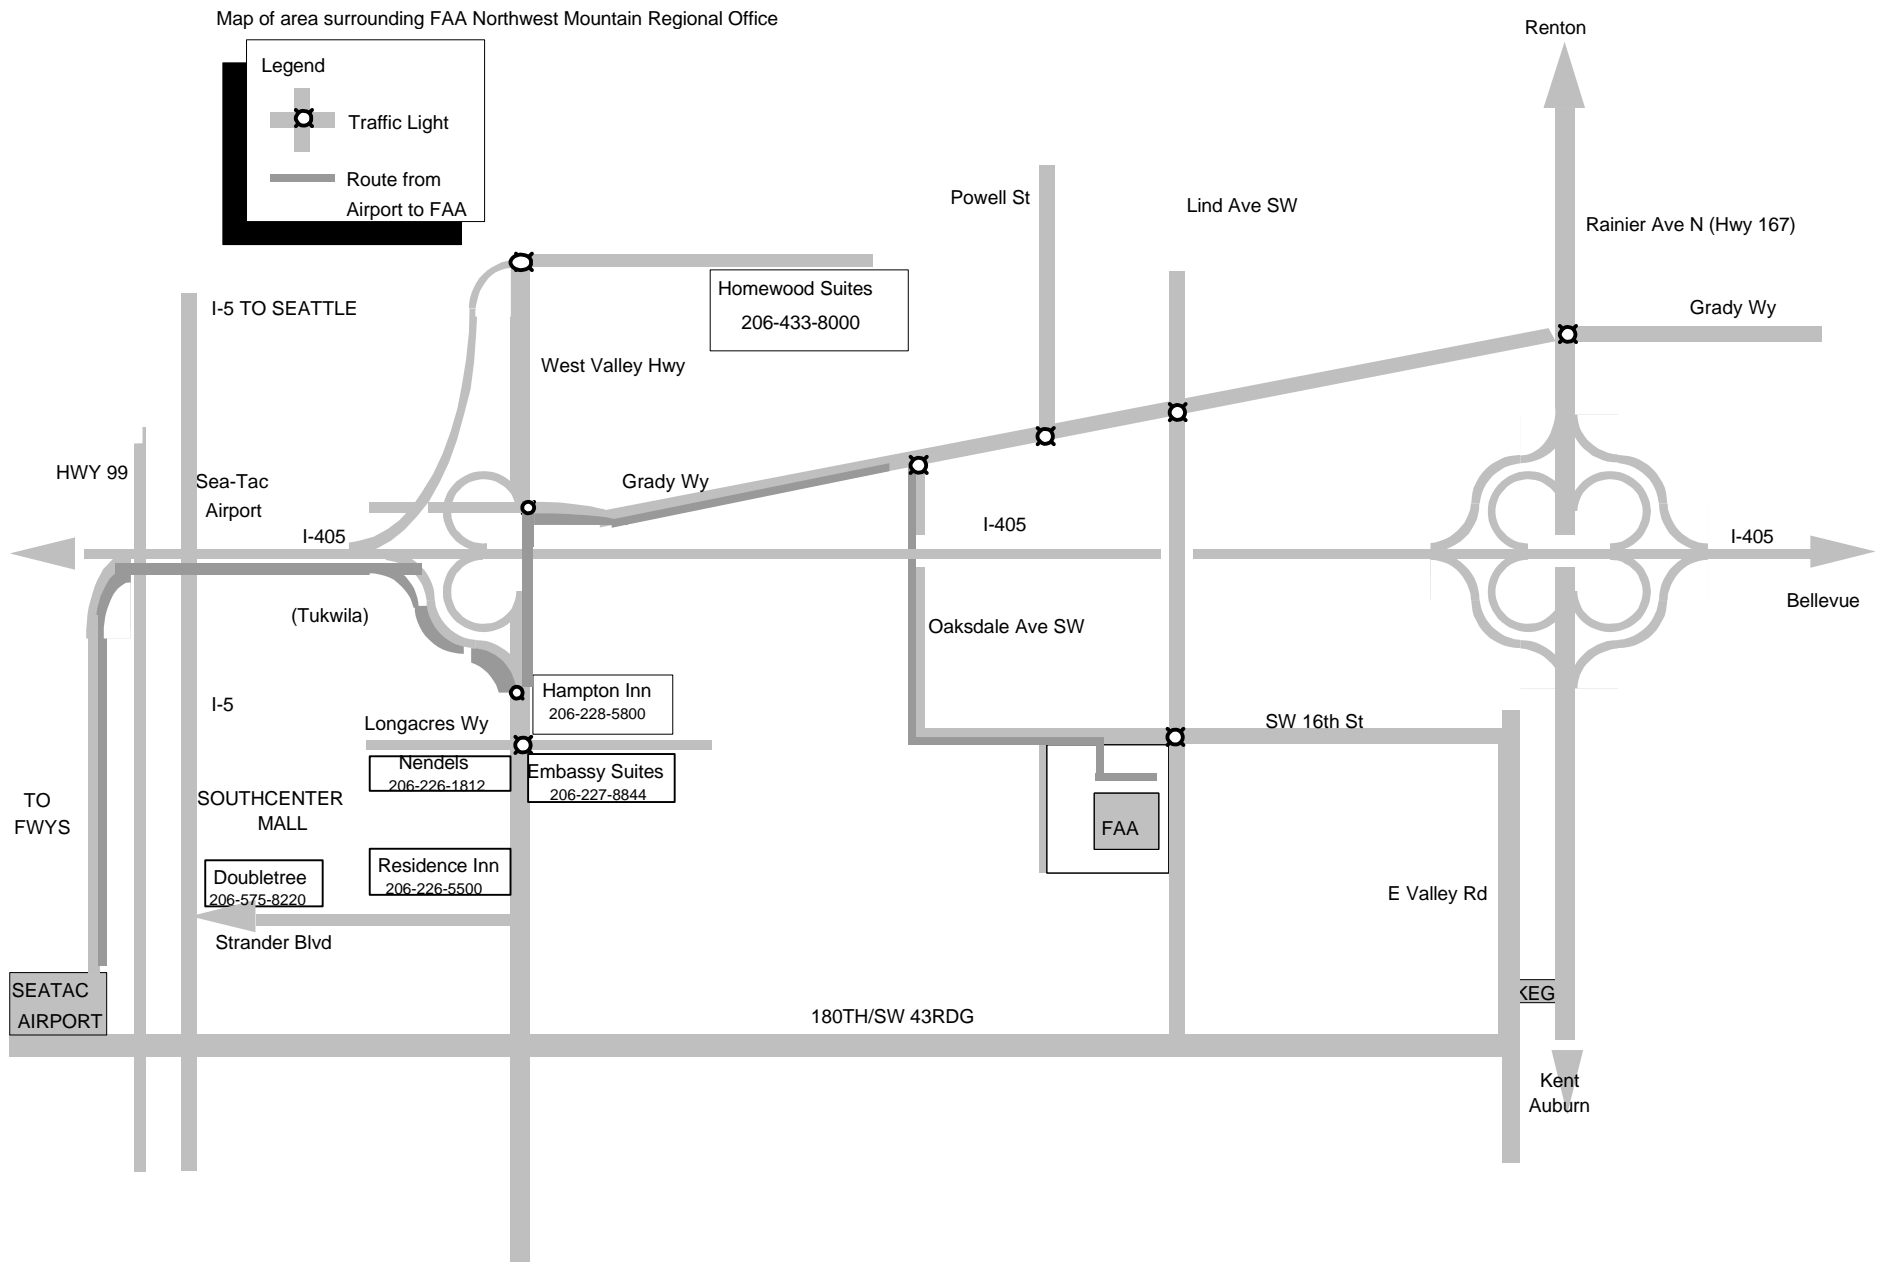 Map of area surrounding FAA Northwest Mountain Regional Office
Legend
Traffic Light
Route from
Airport to FAA
Renton
Powell St
Lind Ave SW
Rainier Ave N (Hwy 167)
I-5 TO SEATTLE
Homewood Suites
206-433-8000
Grady Wy
West Valley Hwy
HWY 99
Sea-Tac
Airport
Grady Wy
I-405
I-405
I-405
(Tukwila)
Oaksdale Ave SW
Bellevue
I-5
Hampton Inn
206-228-5800
Longacres Wy
SW 16th St
Nendels
206-226-1812
Embassy Suites
206-227-8844
TO
FWYS
SOUTHCENTER
MALL
FAA
Doubletree
206-575-8220
Residence Inn
206-226-5500
E Valley Rd
Strander Blvd
SEATAC
AIRPORT
180TH/SW 43RDG
KEG
Kent
Auburn